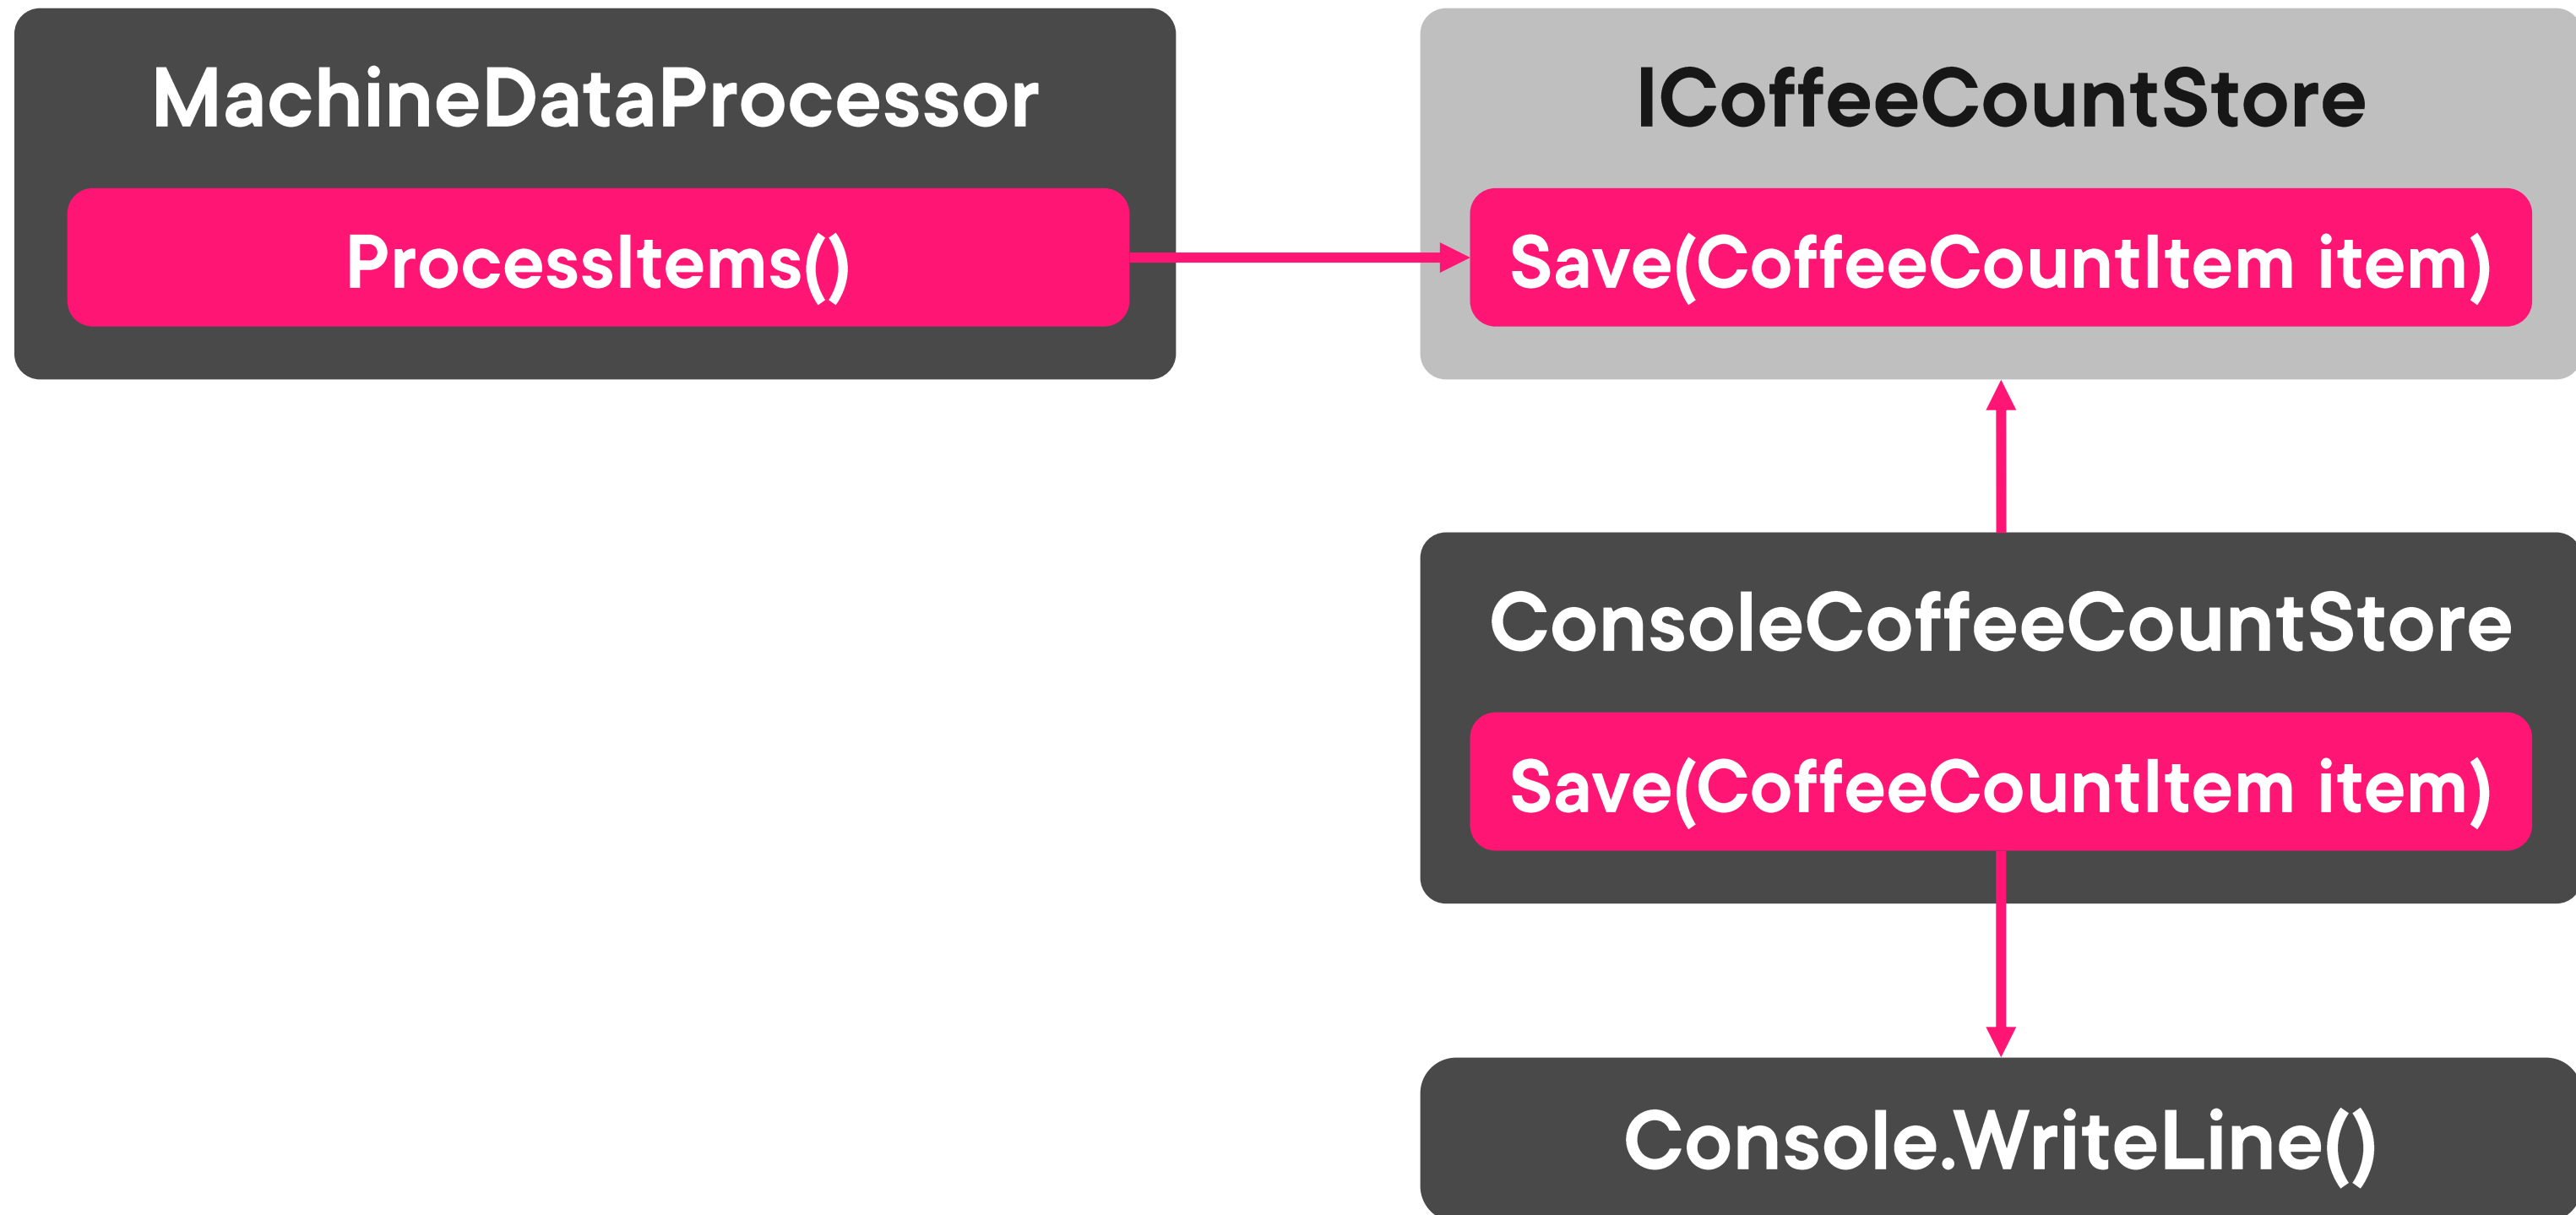 MachineDataProcessor
ProcessItems()
ICoffeeCountStore
Save(CoffeeCountItem item)
ConsoleCoffeeCountStore
Save(CoffeeCountItem item)
Console.WriteLine()